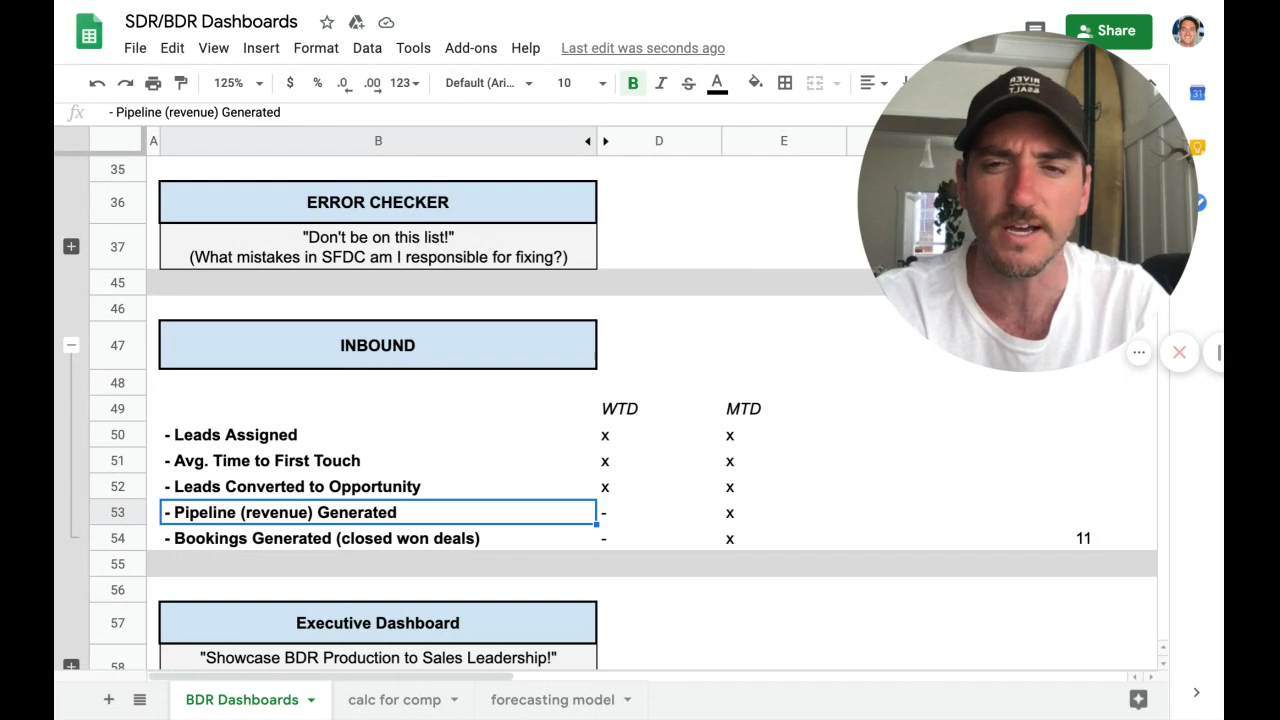 SDR/BDR Dashboards
File Edit View Insert Format Data Tools Add-ons Help Last edit was seconds ago
Share
125% $ % .0 .00 123 Default (Ari... 10 B I S A
31
fx - Pipeline (revenue) Generated
A B D E
35
36 ERROR CHECKER
37 "Don't be on this list!"
(What mistakes in SFDC am I responsible for fixing?)
45
46
47 INBOUND
48
49 WTD MTD
50 - Leads Assigned x x
51 - Avg. Time to First Touch x x
52 - Leads Converted to Opportunity x x
53 - Pipeline (revenue) Generated - x
54 - Bookings Generated (closed won deals) - x 11
55
56
57 Executive Dashboard
58 "Showcase BDR Production to Sales Leadership!"
BDR Dashboards calc for comp forecasting model